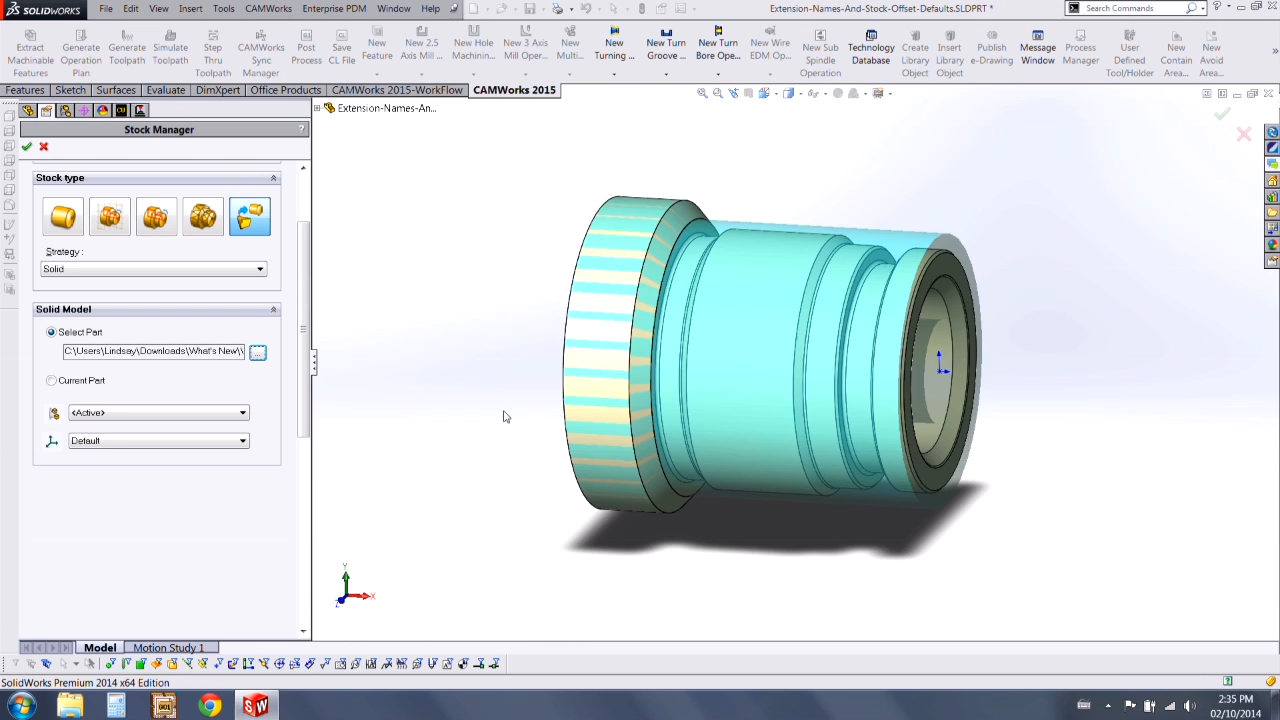 SOLIDWORKS File Edit View Insert Tools CAMWorks Enterprise PDM Window Help Extension-Names-And-Stock-Offset-Defaults.SLDPRT * Search Commands
Extract Machinable Features
Generate Operation Plan
Generate Toolpath
Simulate Toolpath
Step Thru Toolpath
CAMWorks Sync Manager
Post Process
Save CL File
New Feature
New 2.5 Axis Mill ...
New Hole Machinin...
New 3 Axis Mill Oper...
New Multi...
New Turning ...
New Turn Groove ...
New Turn Bore Ope...
New Wire EDM Op...
New Sub Spindle Operation
Technology Database
Create Library Object
Insert Library Object
Publish e-Drawing
Message Window
Process Manager
User Defined Tool/Holder
New Contain Area...
New Avoid Area...
Features Sketch Surfaces Evaluate DimXpert Office Products CAMWorks 2015-WorkFlow CAMWorks 2015
Extension-Names-An...
Stock Manager ?
Stock type
Strategy :
Solid
Solid Model
Select Part
C:\Users\Lindsay\Downloads\What's New\\ ...
Current Part
<Active>
Default
Y
X
Z
Model Motion Study 1
SolidWorks Premium 2014 x64 Edition
2:35 PM
02/10/2014